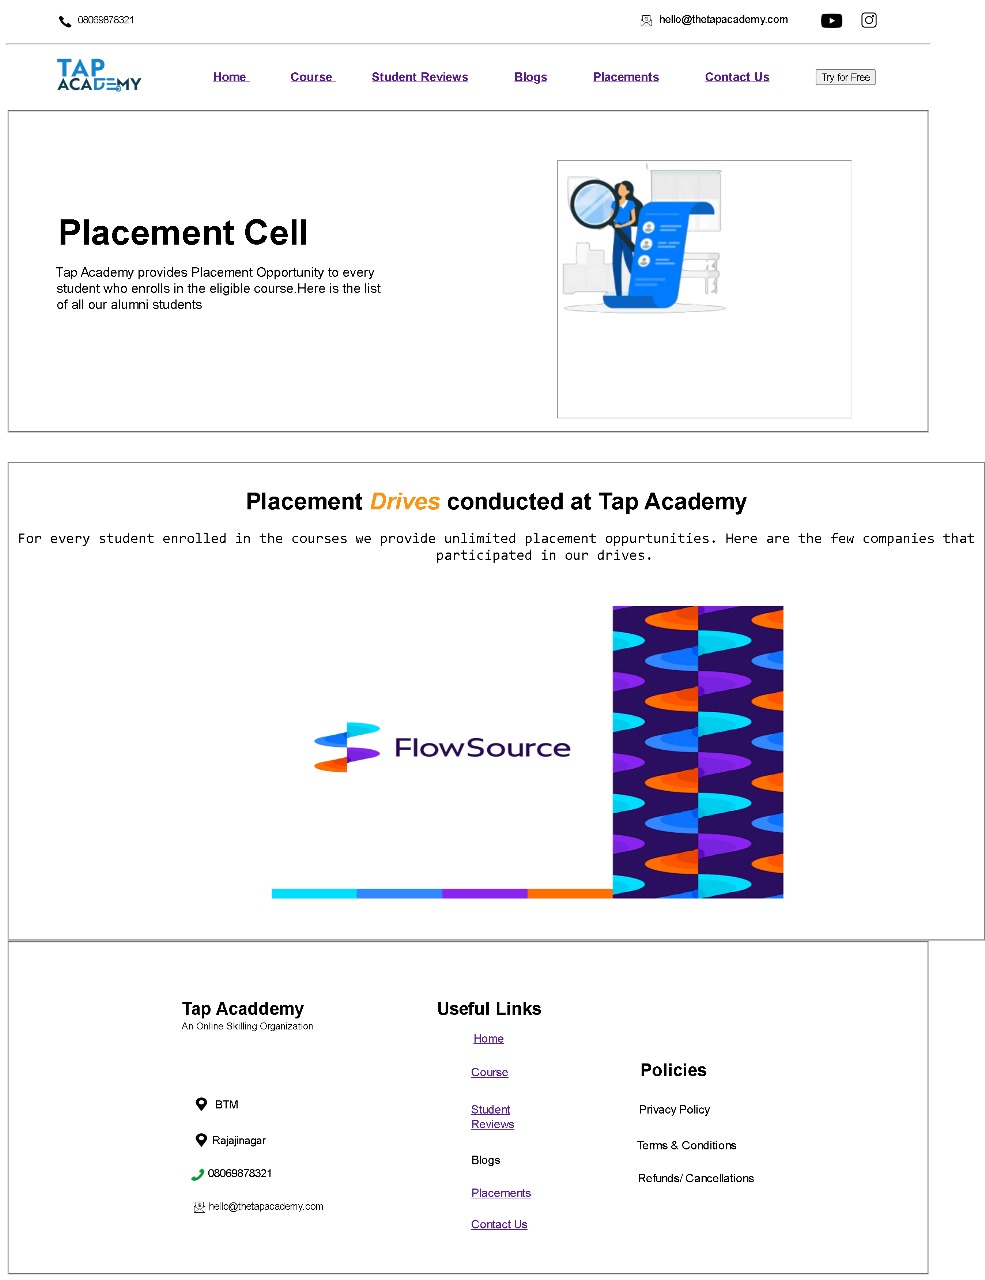 08069878321
hello@thetapacademy.com
TAP
ACADEMY
Home
Course
Student Reviews
Blogs
Placements
Contact Us
Try for Free
Placement Cell
Tap Academy provides Placement Opportunity to every
student who enrolls in the eligible course.Here is the list
of all our alumni students
Placement Drives conducted at Tap Academy
For every student enrolled in the courses we provide unlimited placement oppurtunities. Here are the few companies that
participated in our drives.
FlowSource
Tap Acaddemy
An Online Skilling Organization
BTM
Rajajinagar
08069878321
hello@thetapacademy.com
Useful Links
Home
Course
Student
Reviews
Blogs
Placements
Contact Us
Policies
Privacy Policy
Terms & Conditions
Refunds/ Cancellations